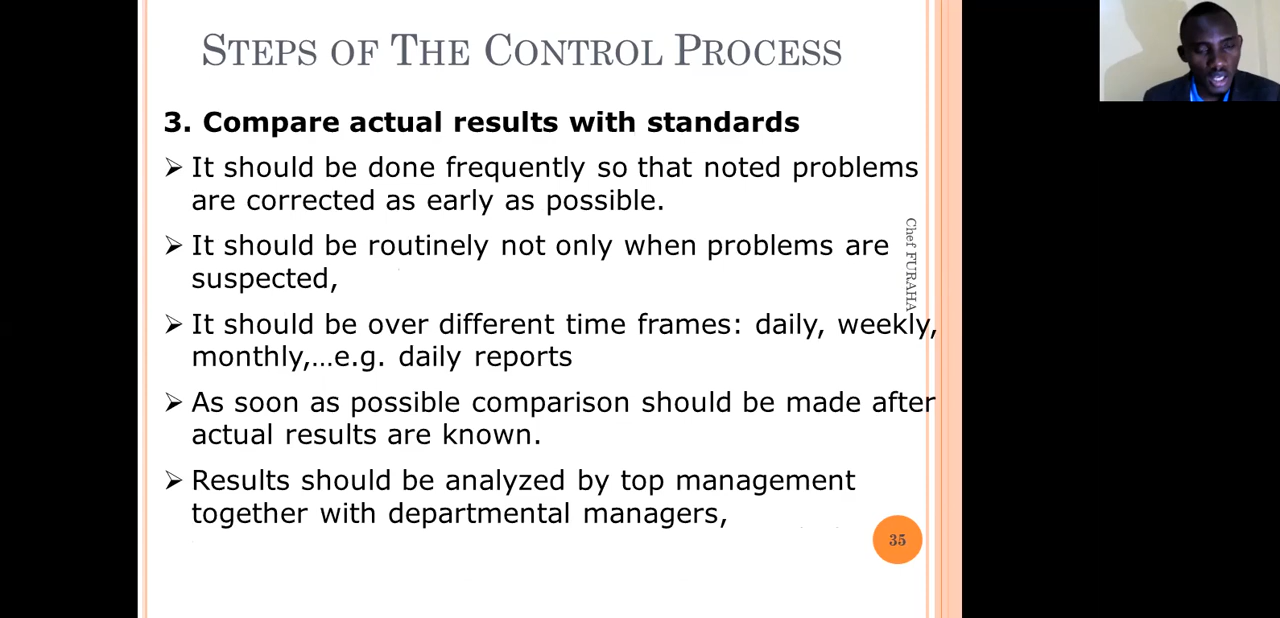 STEPS OF THE CONTROL PROCESS
3. Compare actual results with standards
➢ It should be done frequently so that noted problems
are corrected as early as possible.
➢ It should be routinely not only when problems are
suspected,
➢ It should be over different time frames: daily, weekly,
monthly,...e.g. daily reports
➢ As soon as possible comparison should be made after
actual results are known.
➢ Results should be analyzed by top management
together with departmental managers,
Chef FURAHA
35